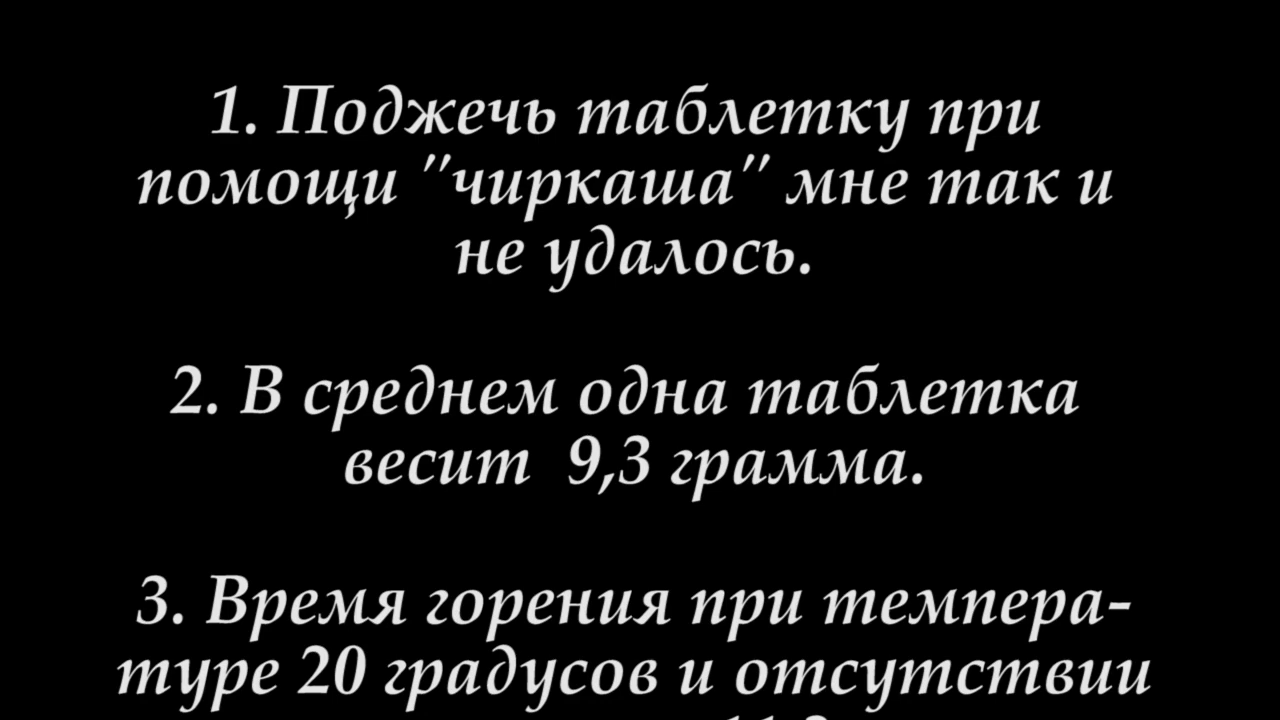 1. Поджечь таблетку при
помощи "чиркаша" мне так и
не удалось.
2. В среднем одна таблетка
весит 9,3 грамма.
3. Время горения при темпера-
туре 20 градусов и отсутствии